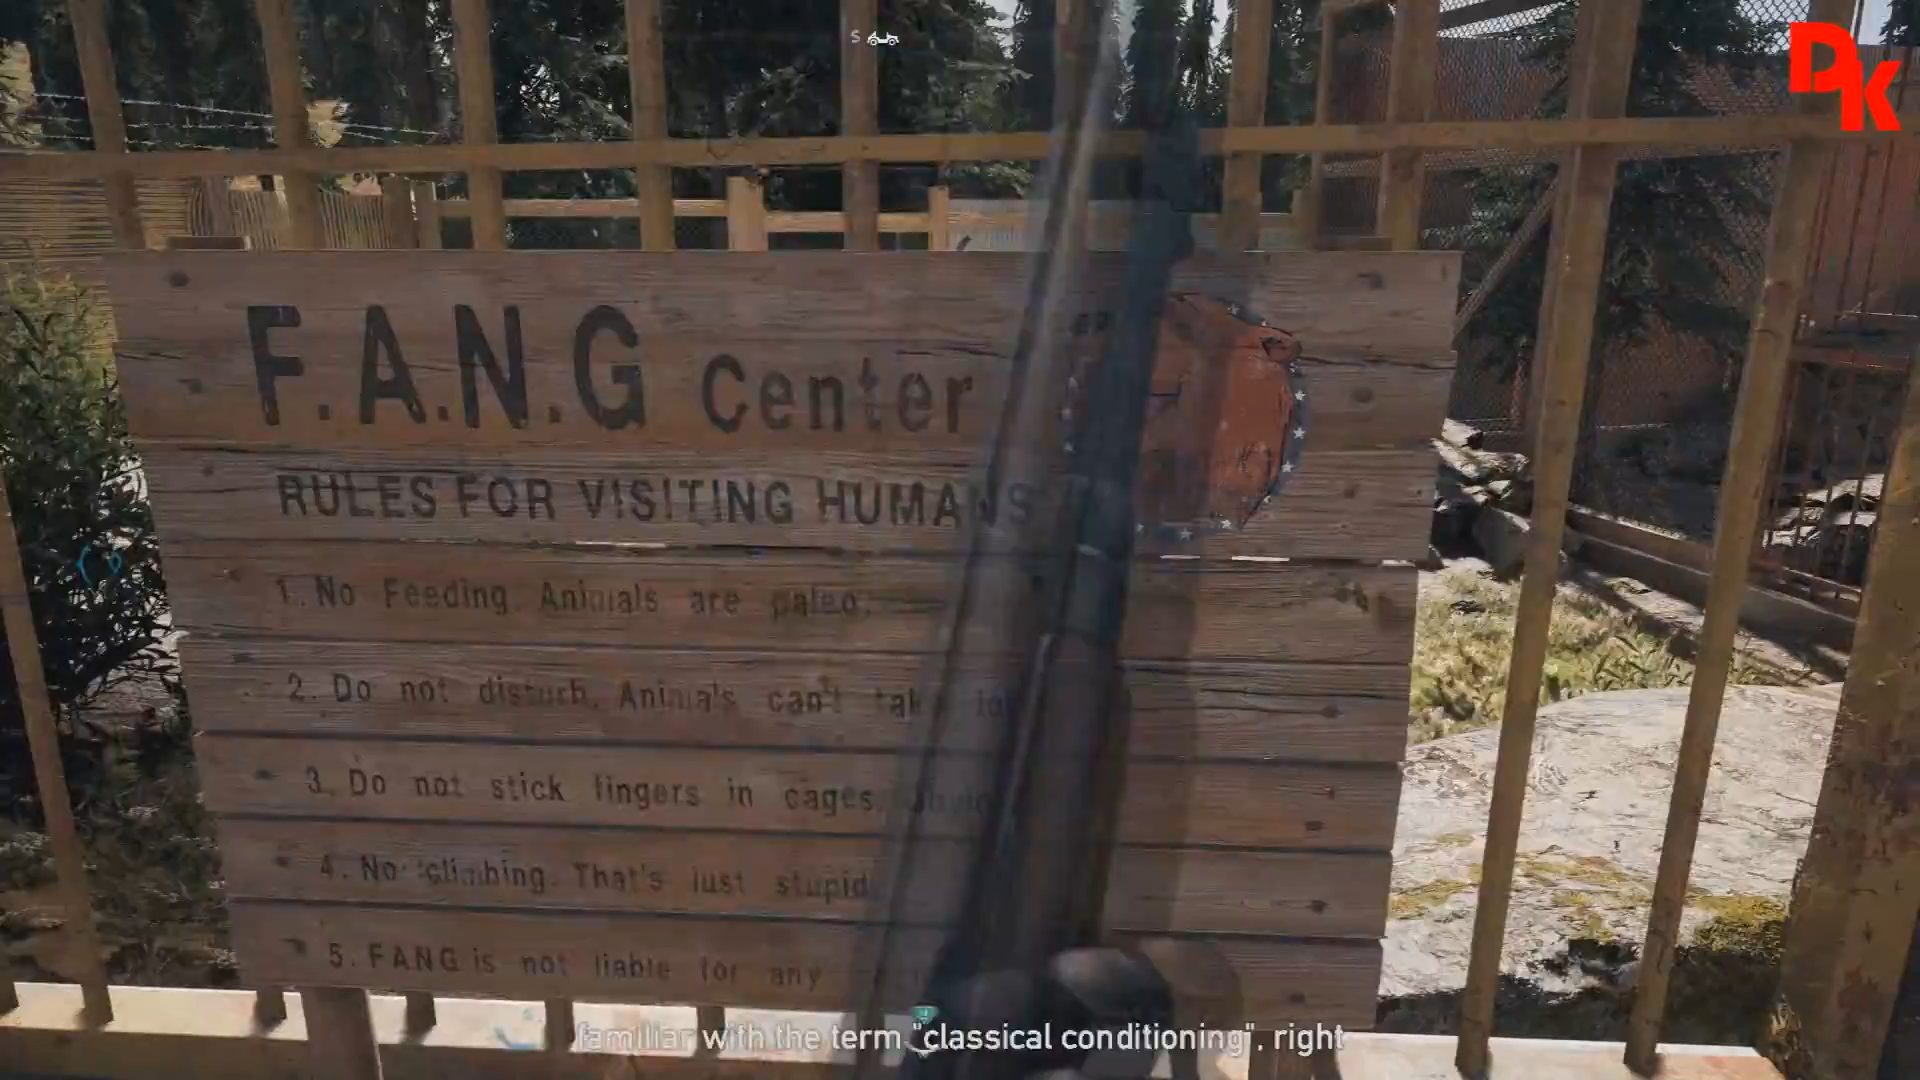 S
DK
F.A.N.G Center
RULES FOR VISITING HUMANS
1. No Feeding. Animals are paleo.
2. Do not disturb. Animals can't
3. Do not stick fingers in cages.
4. No climbing. That's just stupid
5. FANG is not liable for any
familiar with the term "classical conditioning", right